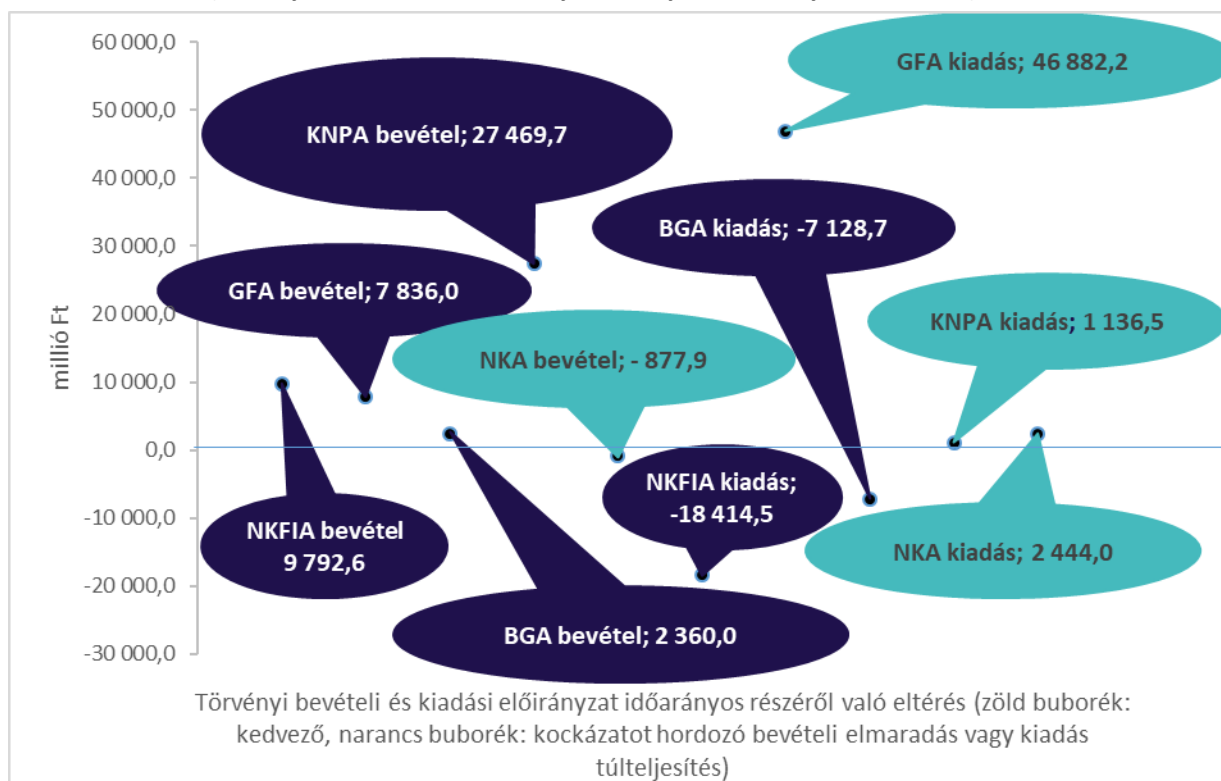 60 000,0
50 000,0
40 000,0
30 000,0
20 000,0
10 000,0
0,0
-10 000,0
-20 000,0
-30 000,0
millió Ft
GFA kiadás; 46 882,2
KNPA bevétel; 27 469,7
BGA kiadás; -7 128,7
GFA bevétel; 7 836,0
KNPA kiadás; 1 136,5
NKA bevétel; - 877,9
NKFIA kiadás;
-18 414,5
NKFIA bevétel
9 792,6
NKA kiadás; 2 444,0
BGA bevétel; 2 360,0
Törvényi bevételi és kiadási előirányzat időarányos részéről való eltérés (zöld buborék:
kedvező, narancs buborék: kockázatot hordozó bevételi elmaradás vagy kiadás
túlteljesítés)